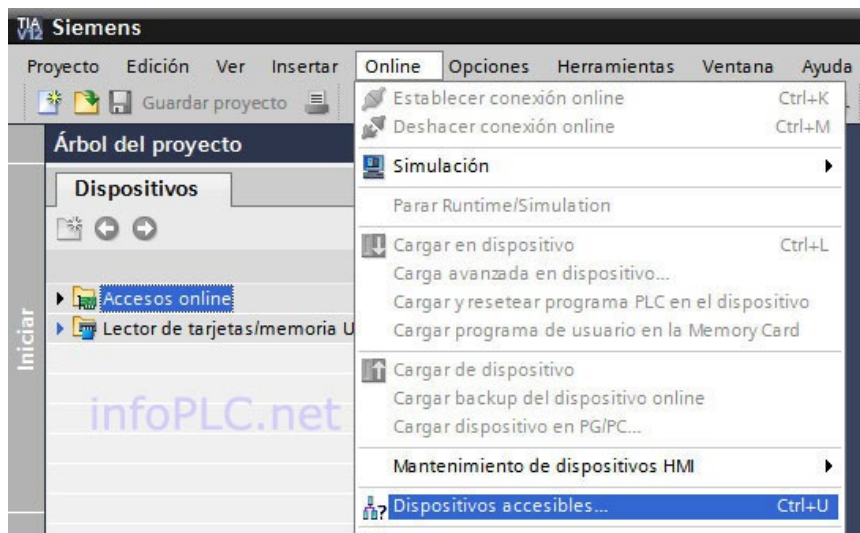 TIA V12 Siemens
Proyecto Edición Ver Insertar Online Opciones Herramientas Ventana Ayuda
Guardar proyecto
Establecer conexión online Ctrl+K
Deshacer conexión online Ctrl+M
Árbol del proyecto
Simulación
Dispositivos
Parar Runtime/Simulation
Cargar en dispositivo Ctrl+L
Carga avanzada en dispositivo...
Accesos online
Cargar y resetear programa PLC en el dispositivo
Lector de tarjetas/memoria U
Cargar programa de usuario en la Memory Card
Iniciar
Cargar de dispositivo
Cargar backup del dispositivo online
infoPLC.net
Cargar dispositivo en PG/PC...
Mantenimiento de dispositivos HMI
Dispositivos accesibles... Ctrl+U